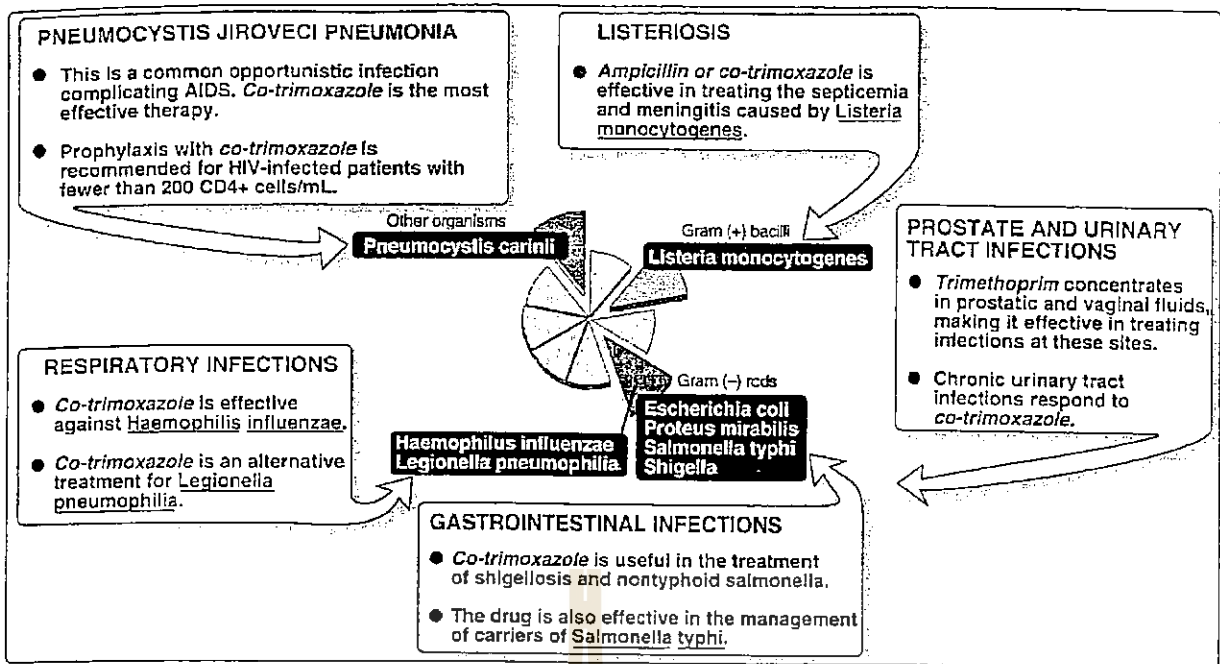 PNEUMOCYSTIS JIROVECI PNEUMONIA
● This is a common opportunistic infection
complicating AIDS. Co-trimoxazole is the most
effective therapy.
● Prophylaxis with co-trimoxazole is
recommended for HIV-infected patients with
fewer than 200 CD4+ cells/mL.
LISTERIOSIS
● Ampicillin or co-trimoxazole is
effective in treating the septicemia
and meningitis caused by Listeria
monocytogenes.
Other organisms
Pneumocystis carinii
Gram (+) bacilli
Listeria monocytogenes
PROSTATE AND URINARY
TRACT INFECTIONS
● Trimethoprim concentrates
in prostatic and vaginal fluids,
making it effective in treating
infections at these sites.
● Chronic urinary tract
infections respond to
co-trimoxazole.
RESPIRATORY INFECTIONS
● Co-trimoxazole is effective
against Haemophilis influenzae.
● Co-trimoxazole is an alternative
treatment for Legionella
pneumophilia.
Gram (–) rods
Escherichia coli
Proteus mirabilis
Salmonella typhi
Shigella
Haemophilus influenzae
Legionella pneumophilia
GASTROINTESTINAL INFECTIONS
● Co-trimoxazole is useful in the treatment
of shigellosis and nontyphoid salmonella.
● The drug is also effective in the management
of carriers of Salmonella typhi.